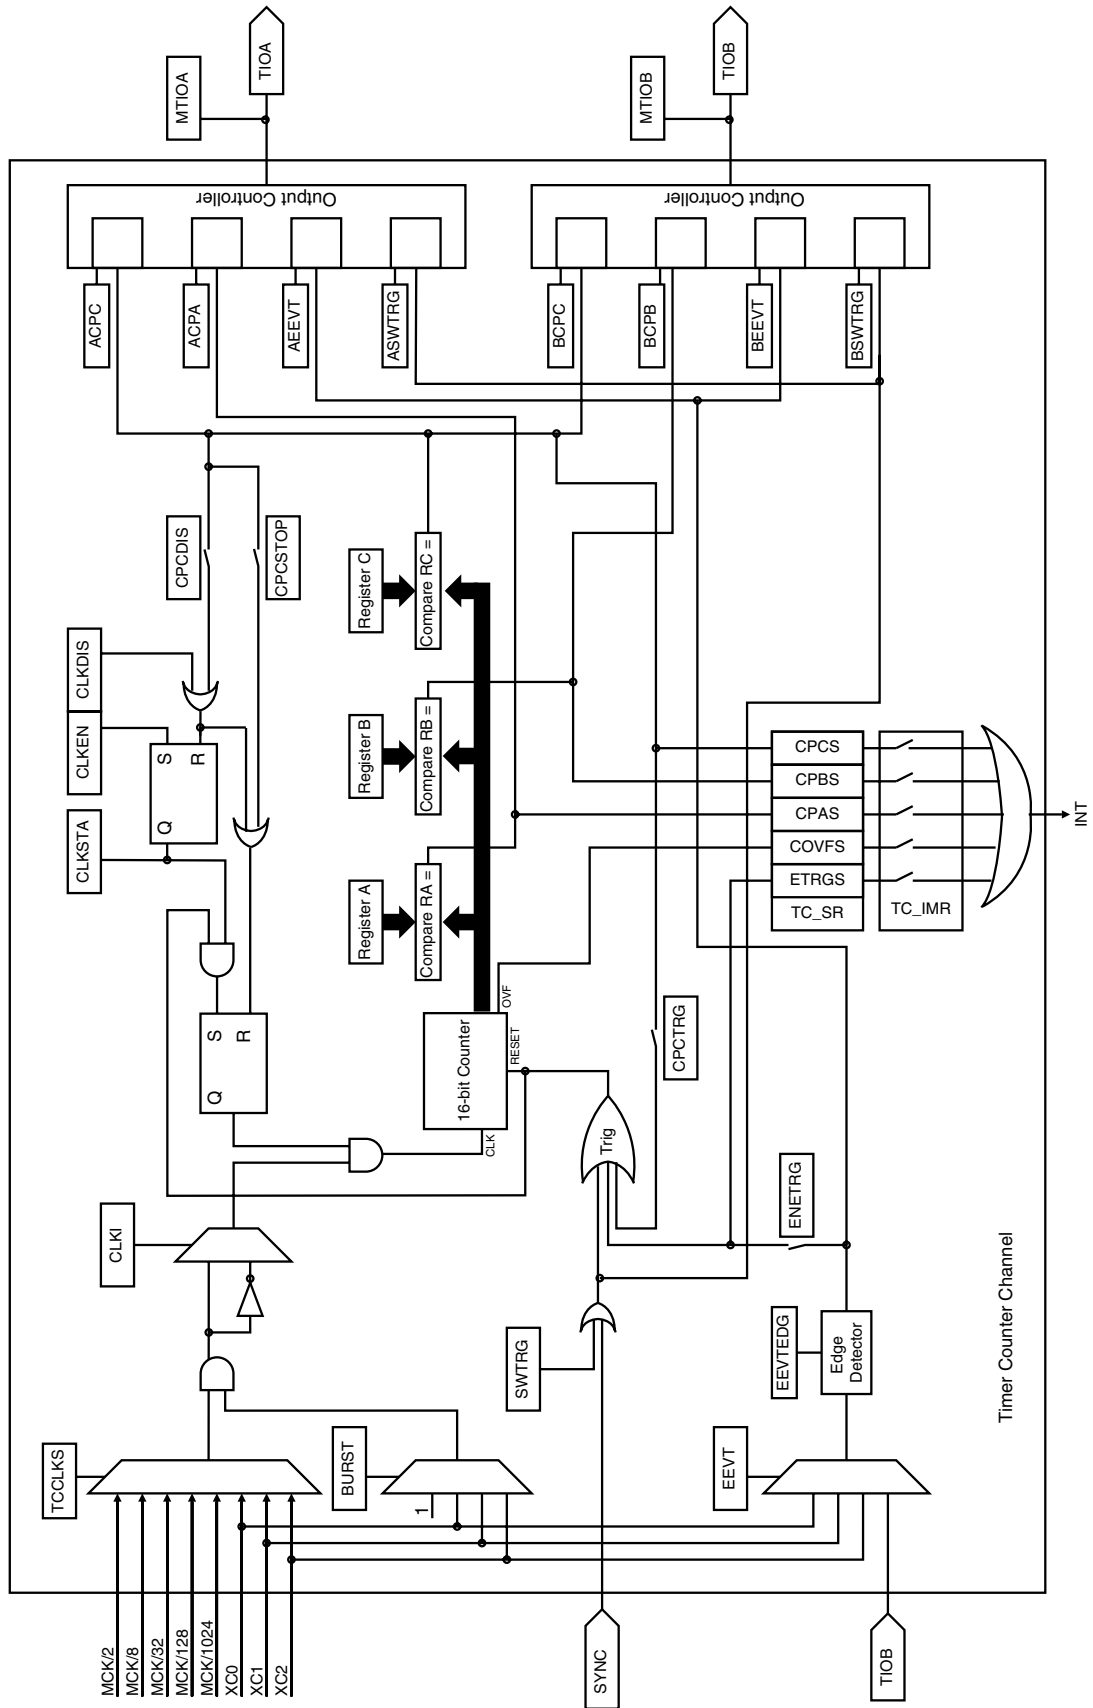 MCK/2
MCK/8
MCK/32
MCK/128
MCK/1024
XC0
XC1
XC2
TCCLKS
CLKI
CLKSTA
CLKEN
CLKDIS
Q
S
R
Q
S
R
CPCDIS
CPCSTOP
BURST
1
Register A
Register B
Register C
Compare RA =
Compare RB =
Compare RC =
16-bit Counter
CLK
RESET
OVF
SYNC
SWTRG
Trig
CPCTRG
TIOB
EEVT
EEVTEDG
Edge
Detector
ENETRG
CPCS
CPBS
CPAS
COVFS
ETRGS
TC_SR
TC_IMR
INT
ACPC
ACPA
AEEVT
ASWTRG
Output Controller
MTIOA
TIOA
BCPC
BCPB
BEEVT
BSWTRG
Output Controller
MTIOB
TIOB
Timer Counter Channel